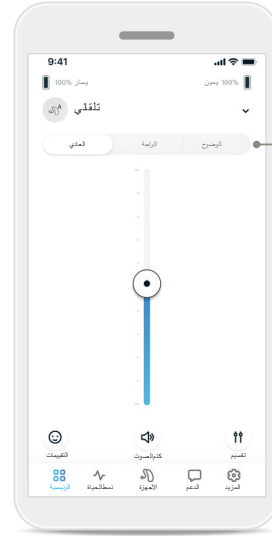 9:41
يسار 100%
100% يمين
تلقائي
العادي
الراحة
الوضوح
تقسيم
كتم الصوت
التقييمات
الرئيسية
نمط الحياة
الأجهزة
الدعم
المزيد